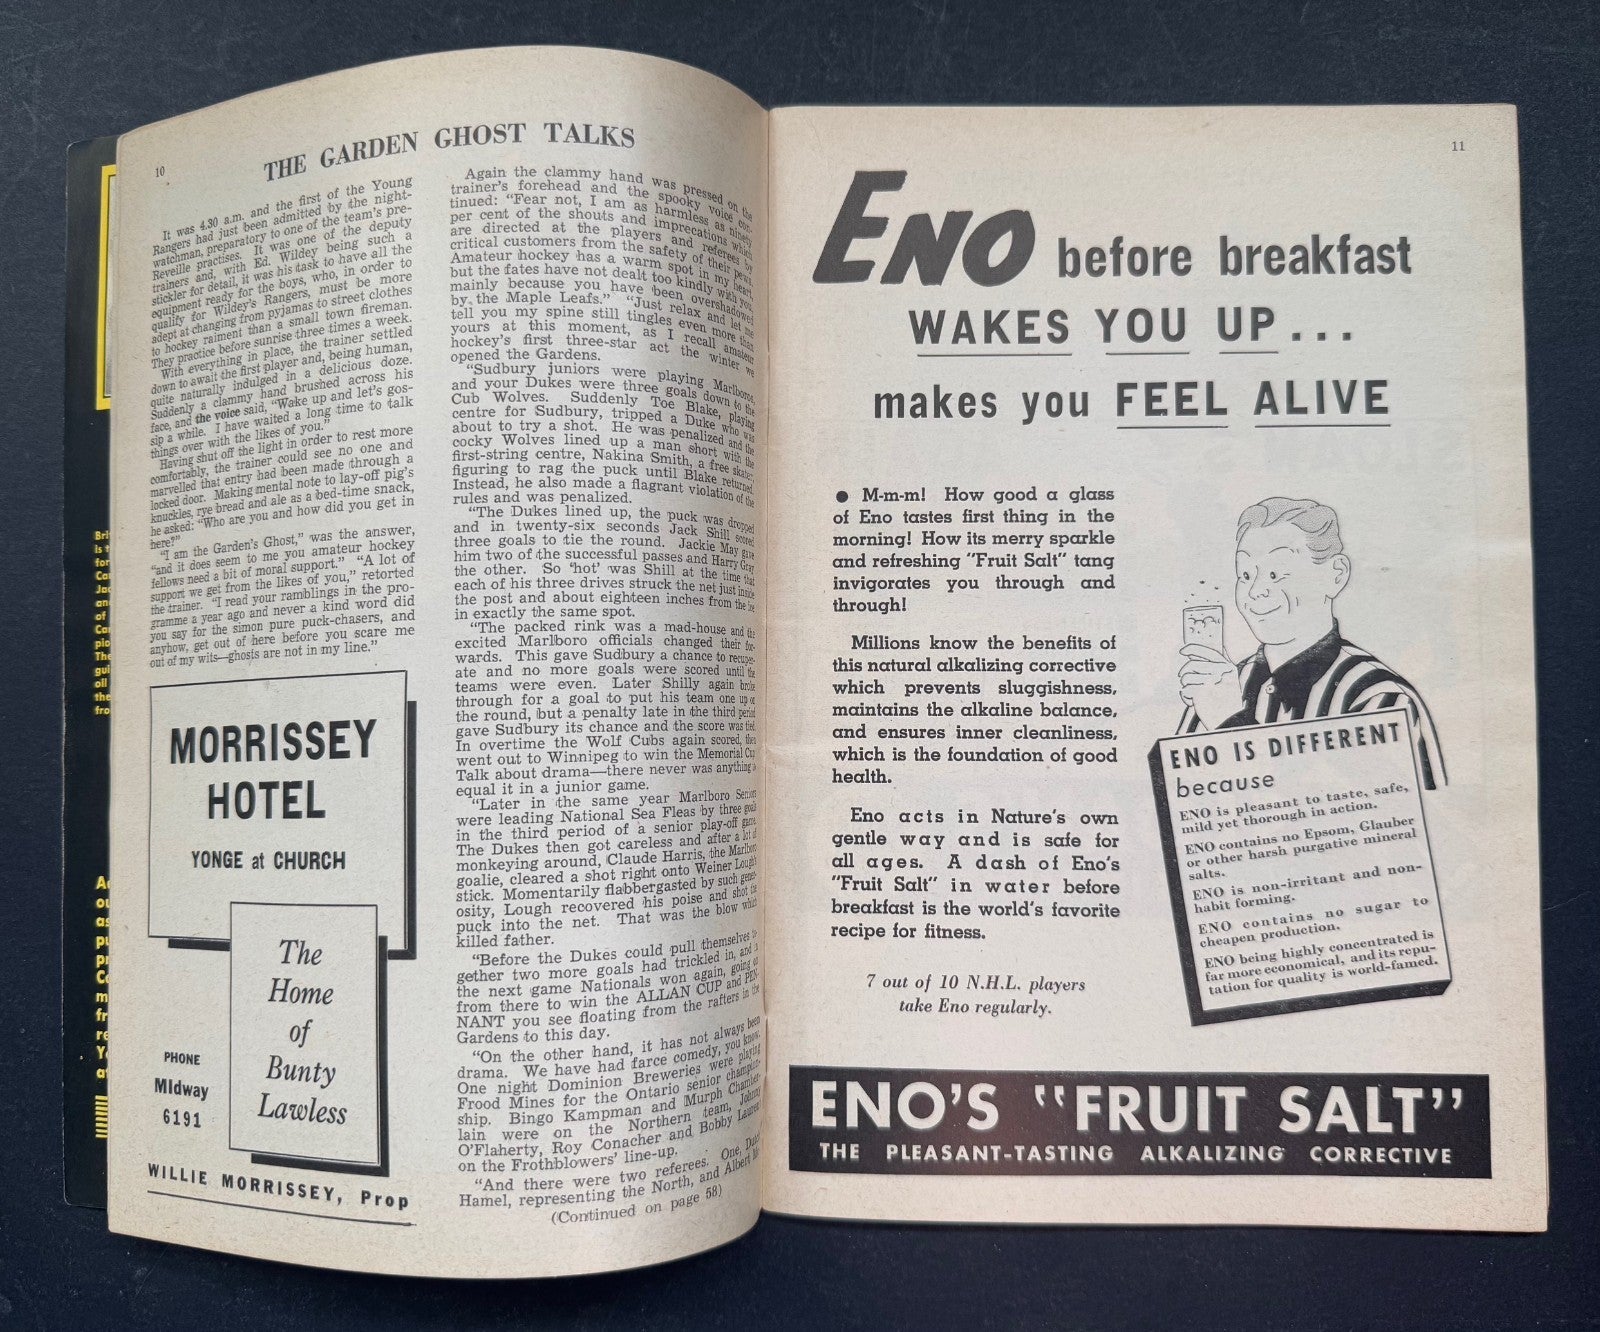 10
THE GARDEN GHOST TALKS
It was 4.30 a.m. and the first of the Young
Rangers had just been admitted by the night-
watchman, preparatory to one of the team's pre-
Reveille practises. It was one of the deputy
trainers and, with Ed. Wildey being such a
stickler for detail, it was his task to have all the
equipment ready for the boys, who, in order to
qualify for Wildey's Rangers, must be more
adept at changing from pyjamas to street clothes
to hockey raiment than a small town fireman.
They practice before sunrise three times a week.
With everything in place, the trainer settled
down to await the first player and, being human,
quite naturally indulged in a delicious doze.
Suddenly a clammy hand brushed across his
face, and the voice said, "Wake up and let's gos-
sip a while. I have waited a long time to talk
things over with the likes of you."
Having shut off the light in order to rest more
comfortably, the trainer could see no one and
marvelled that entry had been made through a
locked door. Making mental note to lay-off pig's
knuckles, rye bread and ale as a bed-time snack,
he asked: "Who are you and how did you get in
here?"
"I am the Garden's Ghost," was the answer,
"and it does seem to me you amateur hockey
fellows need a bit of moral support." "A lot of
support we get from the likes of you," retorted
the trainer. "I read your ramblings in the pro-
gramme a year ago and never a kind word did
you say for the simon pure puck-chasers, and
anyhow, get out of here before you scare me
out of my wits—ghosts are not in my line."
MORRISSEY
HOTEL
YONGE at CHURCH
The
Home
of
Bunty
Lawless
PHONE
MIdway
6191
WILLIE MORRISSEY, Prop
Again the clammy hand was pressed on the
trainer's forehead and the spooky voice con-
tinued: "Fear not, I am as harmless as ninety
per cent of the shouts and imprecations which
are directed at the players and referees by
critical customers from the safety of their pews.
Amateur hockey has a warm spot in my heart,
but the fates have not dealt too kindly with you,
mainly because you have been overshadowed
by the Maple Leafs." "Just relax and let me
tell you my spine still tingles even more than
yours at this moment, as I recall amateur
hockey's first three-star act the winter we
opened the Gardens.
"Sudbury juniors were playing Marlboros,
and your Dukes were three goals down to the
Cub Wolves. Suddenly Toe Blake, playing
centre for Sudbury, tripped a Duke who was
about to try a shot. He was penalized and the
cocky Wolves lined up a man short with the
first-string centre, Nakina Smith, a free skater,
figuring to rag the puck until Blake returned.
Instead, he also made a flagrant violation of the
rules and was penalized.
"The Dukes lined up, the puck was dropped
and in twenty-six seconds Jack Shill scored
three goals to tie the round. Jackie May gave
him two of the successful passes and Harry Gray
the other. So 'hot' was Shill at the time that
each of his three drives struck the net just inside
the post and about eighteen inches from the ice
in exactly the same spot.
"The packed rink was a mad-house and the
excited Marlboro officials changed their for-
wards. This gave Sudbury a chance to recuper-
ate and no more goals were scored until the
teams were even. Later Shilly again broke
through for a goal to put his team one up on
the round, but a penalty late in the third period
gave Sudbury its chance and the score was tied.
In overtime the Wolf Cubs again scored, then
went out to Winnipeg to win the Memorial Cup.
Talk about drama—there never was anything to
equal it in a junior game.
"Later in the same year Marlboro Seniors
were leading National Sea Fleas by three goals
in the third period of a senior play-off game.
The Dukes then got careless and after a lot of
monkeying around, Claude Harris, the Marlboro
goalie, cleared a shot right onto Weiner Lough's
stick. Momentarily flabbergasted by such gener-
osity, Lough recovered his poise and shot the
puck into the net. That was the blow which
killed father.
"Before the Dukes could pull themselves to-
gether two more goals had trickled in, and in
the next game Nationals won again, going on
from there to win the ALLAN CUP and PEN-
NANT you see floating from the rafters in the
Gardens to this day.
"On the other hand, it has not always been
drama. We have had farce comedy, you know.
One night Dominion Breweries were playing
Frood Mines for the Ontario senior champion-
ship. Bingo Kampman and Murph Chamber-
lain were on the Northern team, Johnny
O'Flaherty, Roy Conacher and Bobby Laurent
on the Frothblowers' line-up.
"And there were two referees. One, Dutch
Hamel, representing the North, and Albert
(Continued on page 58)
11
ENO before breakfast
WAKES YOU UP...
makes you FEEL ALIVE
● M-m-m! How good a glass
of Eno tastes first thing in the
morning! How its merry sparkle
and refreshing "Fruit Salt" tang
invigorates you through and
through!
Millions know the benefits of
this natural alkalizing corrective
which prevents sluggishness,
maintains the alkaline balance,
and ensures inner cleanliness,
which is the foundation of good
health.
Eno acts in Nature's own
gentle way and is safe for
all ages. A dash of Eno's
"Fruit Salt" in water before
breakfast is the world's favorite
recipe for fitness.
7 out of 10 N.H.L. players
take Eno regularly.
ENO IS DIFFERENT
because
ENO is pleasant to taste, safe,
mild yet thorough in action.
ENO contains no Epsom, Glauber
or other harsh purgative mineral
salts.
ENO is non-irritant and non-
habit forming.
ENO contains no sugar to
cheapen production.
ENO being highly concentrated is
far more economical, and its repu-
tation for quality is world-famed.
ENO'S "FRUIT SALT"
THE PLEASANT-TASTING ALKALIZING CORRECTIVE